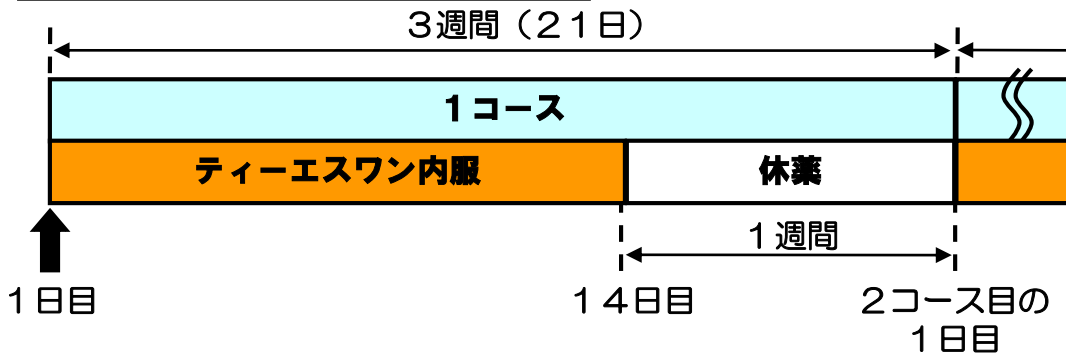 3週間(21日)
1コース
ティーエスワン内服
休薬
1週間
1日目
14日目
2コース目の
1日目